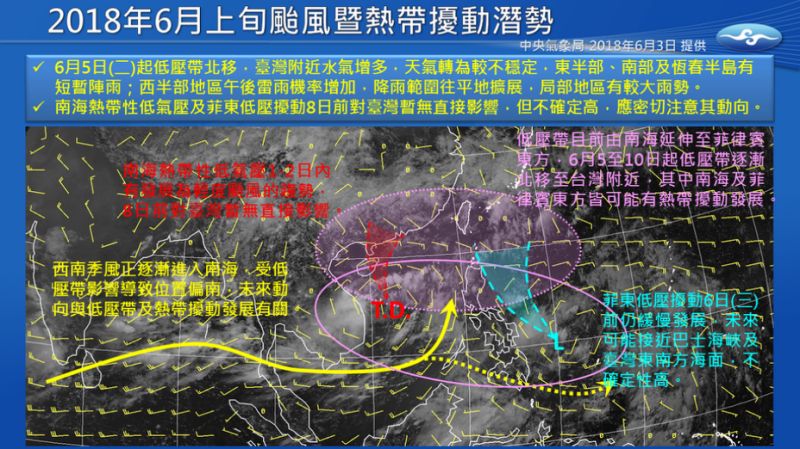 2018年6月上旬颱風暨熱帶擾動潛勢
中央氣象局 2018年6月3日 提供
✓ 6月5日(二)起低壓帶北移，臺灣附近水氣增多，天氣轉為較不穩定，東半部、南部及恆春半島有
短暫陣雨；西半部地區午後雷雨機率增加，降雨範圍往平地擴展，局部地區有較大雨勢。
✓ 南海熱帶性低氣壓及菲東低壓擾動8日前對臺灣暫無直接影響，但不確定高，應密切注意其動向。
低壓帶目前由南海延伸至菲律賓
東方，6月5至10日起低壓帶逐漸
北移至台灣附近，其中南海及菲
律賓東方皆可能有熱帶擾動發展。
南海熱帶性低氣壓1-2日內
有發展為輕度颱風的趨勢，
8日前對臺灣暫無直接影響。
西南季風正逐漸進入南海，受低
壓帶影響導致位置偏南，未來動
向與低壓帶及熱帶擾動發展有關。
T.D.
L
菲東低壓擾動6日(三)
前仍緩慢發展，未來
可能接近巴士海峽及
臺灣東南方海面，不
確定性高。